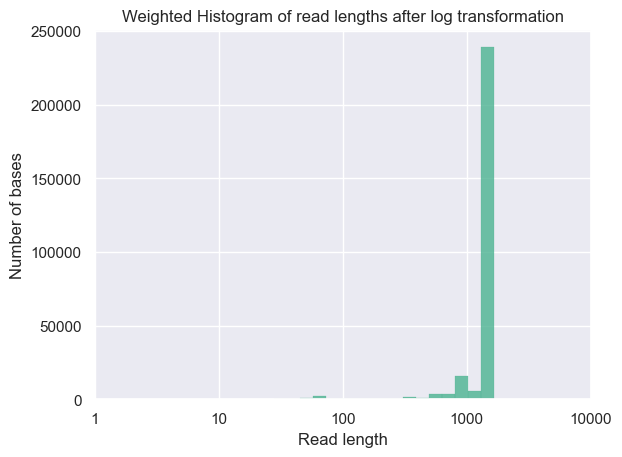 Weighted Histogram of read lengths after log transformation
250000
200000
150000
100000
50000
0
Number of bases
1 10 100 1000 10000
Read length